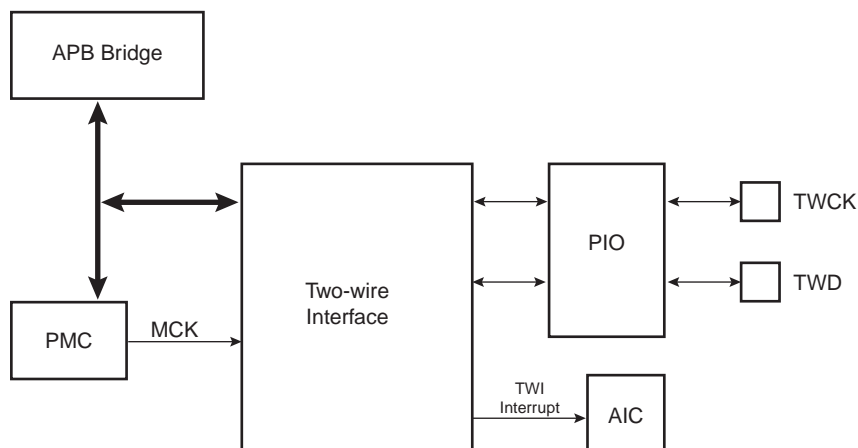 APB Bridge
TWCK
PIO
TWD
Two-wire
Interface
MCK
PMC
TWI
Interrupt
AIC